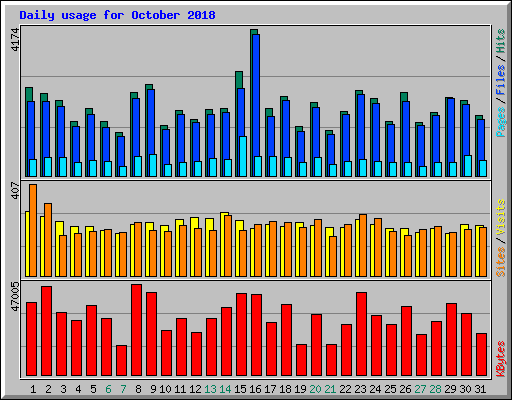 Daily usage for October 2018
4174
Pages / Files / Hits
407
Sites / Visits
47005
KBytes
1 2 3 4 5 6 7 8 9 10 11 12 13 14 15 16 17 18 19 20 21 22 23 24 25 26 27 28 29 30 31